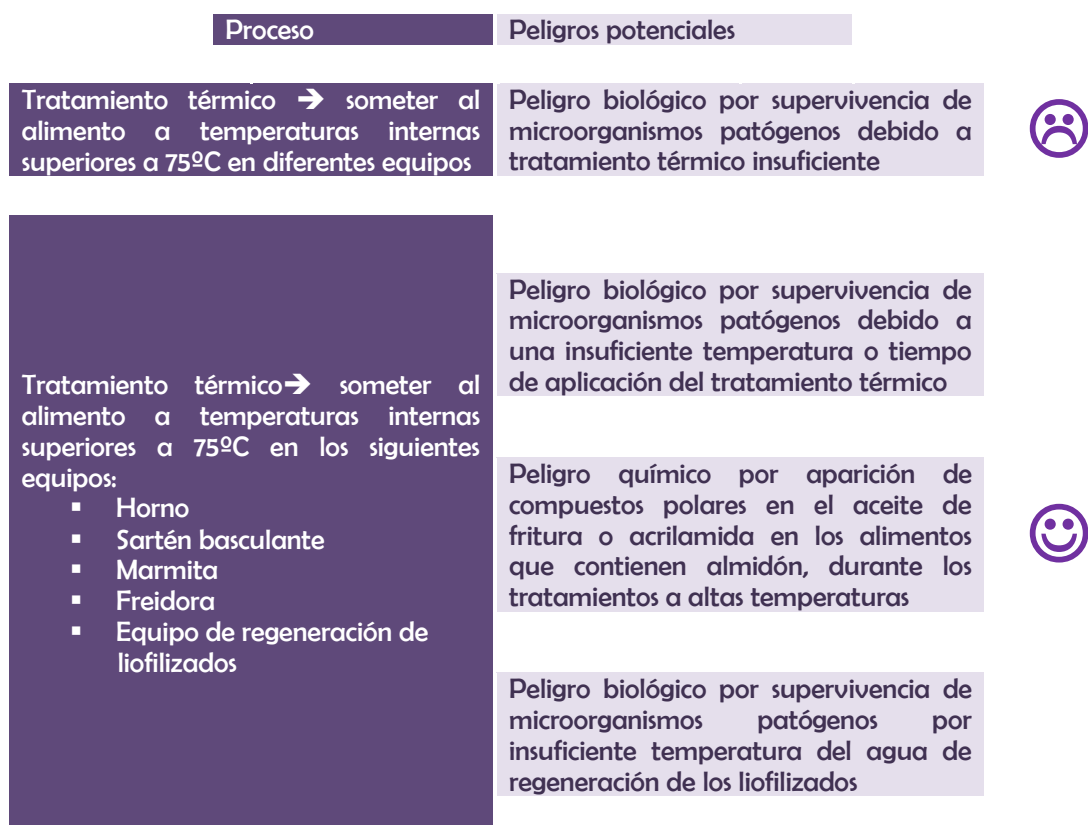 Proceso
Peligros potenciales
Tratamiento térmico → someter al
alimento a temperaturas internas
superiores a 75ºC en diferentes equipos
Peligro biológico por supervivencia de
microorganismos patógenos debido a
tratamiento térmico insuficiente
Tratamiento térmico→ someter al
alimento a temperaturas internas
superiores a 75ºC en los siguientes
equipos:
▪ Horno
▪ Sartén basculante
▪ Marmita
▪ Freidora
▪ Equipo de regeneración de
liofilizados
Peligro biológico por supervivencia de
microorganismos patógenos debido a
una insuficiente temperatura o tiempo
de aplicación del tratamiento térmico
Peligro químico por aparición de
compuestos polares en el aceite de
fritura o acrilamida en los alimentos
que contienen almidón, durante los
tratamientos a altas temperaturas
Peligro biológico por supervivencia de
microorganismos patógenos por
insuficiente temperatura del agua de
regeneración de los liofilizados